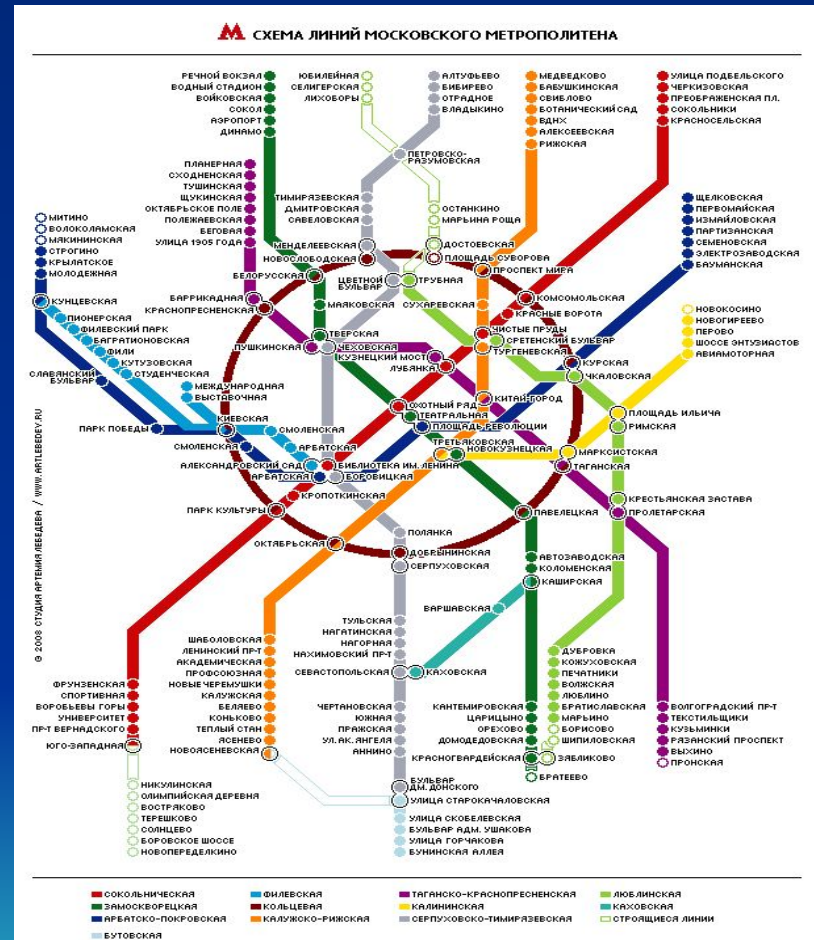 М СХЕМА ЛИНИЙ МОСКОВСКОГО МЕТРОПОЛИТЕНА
РЕЧНОЙ ВОКЗАЛ
ВОДНЫЙ СТАДИОН
ВОЙКОВСКАЯ
СОКОЛ
АЭРОПОРТ
ДИНАМО
ЮБИЛЕЙНАЯ
СЕЛИГЕРСКАЯ
ЛИХОБОРЫ
АЛТУФЬЕВО
БИБИРЕВО
ОТРАДНОЕ
ВЛАДЫКИНО
МЕДВЕДКОВО
БАБУШКИНСКАЯ
СВИБЛОВО
БОТАНИЧЕСКИЙ САД
ВДНХ
АЛЕКСЕЕВСКАЯ
РИЖСКАЯ
УЛИЦА ПОДБЕЛЬСКОГО
ЧЕРКИЗОВСКАЯ
ПРЕОБРАЖЕНСКАЯ ПЛ.
СОКОЛЬНИКИ
КРАСНОСЕЛЬСКАЯ
ПЕТРОВСКО-
РАЗУМОВСКАЯ
ПЛАНЕРНАЯ
СХОДНЕНСКАЯ
ТУШИНСКАЯ
ЩУКИНСКАЯ
ОКТЯБРЬСКОЕ ПОЛЕ
ПОЛЕЖАЕВСКАЯ
БЕГОВАЯ
УЛИЦА 1905 ГОДА
ТИМИРЯЗЕВСКАЯ
ДМИТРОВСКАЯ
САВЕЛОВСКАЯ
МЕНДЕЛЕЕВСКАЯ
НОВОСЛОБОДСКАЯ
ОСТАНКИНО
МАРЬИНА РОЩА
ДОСТОЕВСКАЯ
ПЛОЩАДЬ СУВОРОВА
ЩЕЛКОВСКАЯ
ПЕРВОМАЙСКАЯ
ИЗМАЙЛОВСКАЯ
ПАРТИЗАНСКАЯ
СЕМЕНОВСКАЯ
ЭЛЕКТРОЗАВОДСКАЯ
БАУМАНСКАЯ
МИТИНО
ВОЛОКОЛАМСКАЯ
МЯКИНИНСКАЯ
СТРОГИНО
КРЫЛАТСКОЕ
МОЛОДЕЖНАЯ
КУНЦЕВСКАЯ
ПИОНЕРСКАЯ
ФИЛЕВСКИЙ ПАРК
БАГРАТИОНОВСКАЯ
ФИЛИ
КУТУЗОВСКАЯ
СТУДЕНЧЕСКАЯ
СЛАВЯНСКИЙ
БУЛЬВАР
ПАРК ПОБЕДЫ
МЕЖДУНАРОДНАЯ
ВЫСТАВОЧНАЯ
БЕЛОРУССКАЯ
БАРРИКАДНАЯ
КРАСНОПРЕСНЕНСКАЯ
МАЯКОВСКАЯ
ЦВЕТНОЙ
БУЛЬВАР
ТРУБНАЯ
ПРОСПЕКТ МИРА
СУХАРЕВСКАЯ
КОМСОМОЛЬСКАЯ
КРАСНЫЕ ВОРОТА
ЧИСТЫЕ ПРУДЫ
СРЕТЕНСКИЙ БУЛЬВАР
ТУРГЕНЕВСКАЯ
НОВОКОСИНО
НОВОГИРЕЕВО
ПЕРОВО
ШОССЕ ЭНТУЗИАСТОВ
АВИАМОТОРНАЯ
ТВЕРСКАЯ
ПУШКИНСКАЯ
ЧЕХОВСКАЯ
КУЗНЕЦКИЙ МОСТ
ЛУБЯНКА
КУРСКАЯ
ЧКАЛОВСКАЯ
КИЕВСКАЯ
СМОЛЕНСКАЯ
СМОЛЕНСКАЯ
АРБАТСКАЯ
АЛЕКСАНДРОВСКИЙ САД
АРБАТСКАЯ
ОХОТНЫЙ РЯД
ТЕАТРАЛЬНАЯ
ПЛОЩАДЬ РЕВОЛЮЦИИ
КИТАЙ-ГОРОД
ТРЕТЬЯКОВСКАЯ
НОВОКУЗНЕЦКАЯ
БИБЛИОТЕКА ИМ. ЛЕНИНА
БОРОВИЦКАЯ
КРОПОТКИНСКАЯ
ПАРК КУЛЬТУРЫ
ОКТЯБРЬСКАЯ
ПЛОЩАДЬ ИЛЬИЧА
РИМСКАЯ
МАРКСИСТСКАЯ
ТАГАНСКАЯ
КРЕСТЬЯНСКАЯ ЗАСТАВА
ПРОЛЕТАРСКАЯ
ПАВЕЛЕЦКАЯ
ПОЛЯНКА
ДОБРЫНИНСКАЯ
СЕРПУХОВСКАЯ
АВТОЗАВОДСКАЯ
КОЛОМЕНСКАЯ
КАШИРСКАЯ
ВАРШАВСКАЯ
КАХОВСКАЯ
ТУЛЬСКАЯ
НАГАТИНСКАЯ
НАГОРНАЯ
НАХИМОВСКИЙ ПР-Т
СЕВАСТОПОЛЬСКАЯ
ЧЕРТАНОВСКАЯ
ЮЖНАЯ
ПРАЖСКАЯ
УЛ. АК. ЯНГЕЛЯ
АННИНО
БУЛЬВАР
ДМ. ДОНСКОГО
УЛИЦА СТАРОКАЧАЛОВСКАЯ
УЛИЦА СКОБЕЛЕВСКАЯ
БУЛЬВАР АДМ. УШАКОВА
УЛИЦА ГОРЧАКОВА
БУНИНСКАЯ АЛЛЕЯ
ШАБОЛОВСКАЯ
ЛЕНИНСКИЙ ПР-Т
АКАДЕМИЧЕСКАЯ
ПРОФСОЮЗНАЯ
НОВЫЕ ЧЕРЕМУШКИ
КАЛУЖСКАЯ
БЕЛЯЕВО
КОНЬКОВО
ТЕПЛЫЙ СТАН
ЯСЕНЕВО
НОВОЯСЕНЕВСКАЯ
ФРУНЗЕНСКАЯ
СПОРТИВНАЯ
ВОРОБЬЕВЫ ГОРЫ
УНИВЕРСИТЕТ
ПР-Т ВЕРНАДСКОГО
ЮГО-ЗАПАДНАЯ
НИКУЛИНСКАЯ
ОЛИМПИЙСКАЯ ДЕРЕВНЯ
ВОСТРЯКОВО
ТЕРЕШКОВО
СОЛНЦЕВО
БОРОВСКОЕ ШОССЕ
НОВОПЕРЕДЕЛКИНО
КАНТЕМИРОВСКАЯ
ЦАРИЦЫНО
ОРЕХОВО
ДОМОДЕДОВСКАЯ
КРАСНОГВАРДЕЙСКАЯ
БРАТЕЕВО
ДУБРОВКА
КОЖУХОВСКАЯ
ПЕЧАТНИКИ
ВОЛЖСКАЯ
ЛЮБЛИНО
БРАТИСЛАВСКАЯ
МАРЬИНО
БОРИСОВО
ШИПИЛОВСКАЯ
ЗЯБЛИКОВО
ВОЛГОГРАДСКИЙ ПР-Т
ТЕКСТИЛЬЩИКИ
КУЗЬМИНКИ
РЯЗАНСКИЙ ПРОСПЕКТ
ВЫХИНО
ПРОНСКАЯ
© 2008 СТУДИЯ АРТЕМИЯ ЛЕБЕДЕВА / WWW.ARTLEBEDEV.RU
СОКОЛЬНИЧЕСКАЯ
ЗАМОСКВОРЕЦКАЯ
АРБАТСКО-ПОКРОВСКАЯ
БУТОВСКАЯ
ФИЛЕВСКАЯ
КОЛЬЦЕВАЯ
КАЛУЖСКО-РИЖСКАЯ
ТАГАНСКО-КРАСНОПРЕСНЕНСКАЯ
КАЛИНИНСКАЯ
СЕРПУХОВСКО-ТИМИРЯЗЕВСКАЯ
ЛЮБЛИНСКАЯ
КАХОВСКАЯ
СТРОЯЩИЕСЯ ЛИНИИ